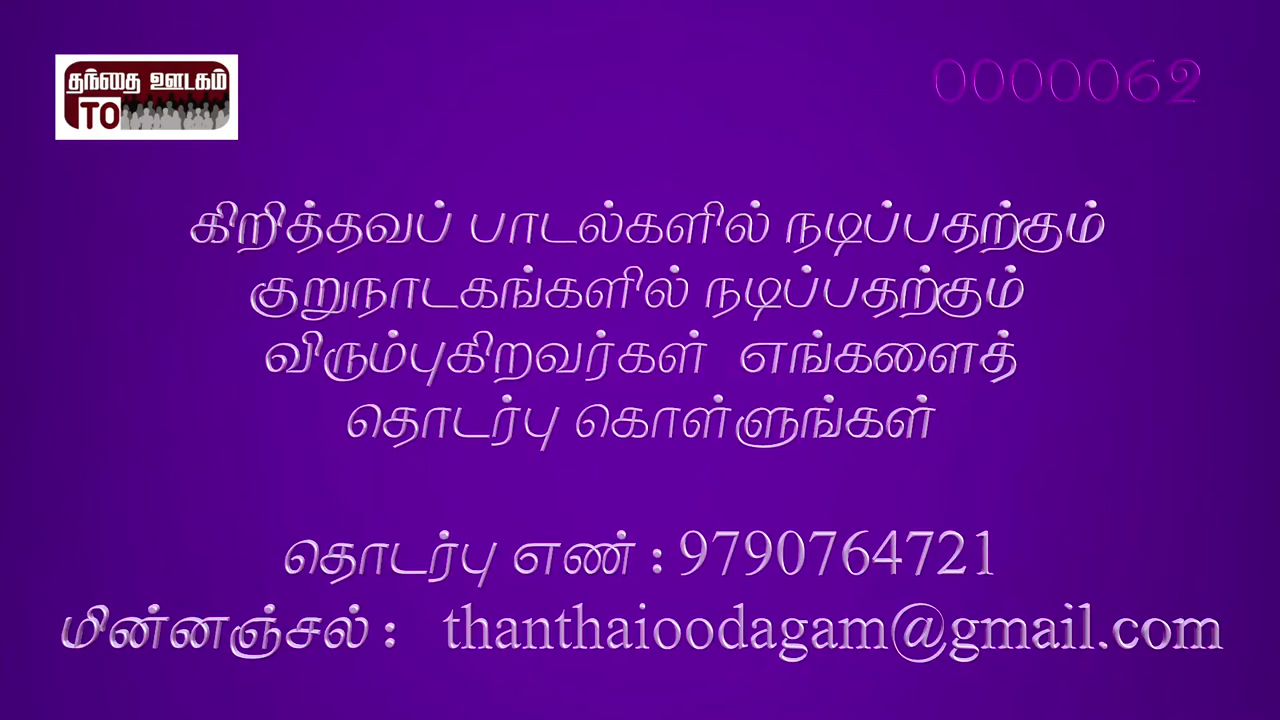 தந்தை ஊடகம்
TO
0000062
கிறித்தவப் பாடல்களில் நடிப்பதற்கும்
குறுநாடகங்களில் நடிப்பதற்கும்
விரும்புகிறவர்கள் எங்களைத்
தொடர்பு கொள்ளுங்கள்
தொடர்பு எண் : 9790764721
மின்னஞ்சல் : thanthaioodagam@gmail.com